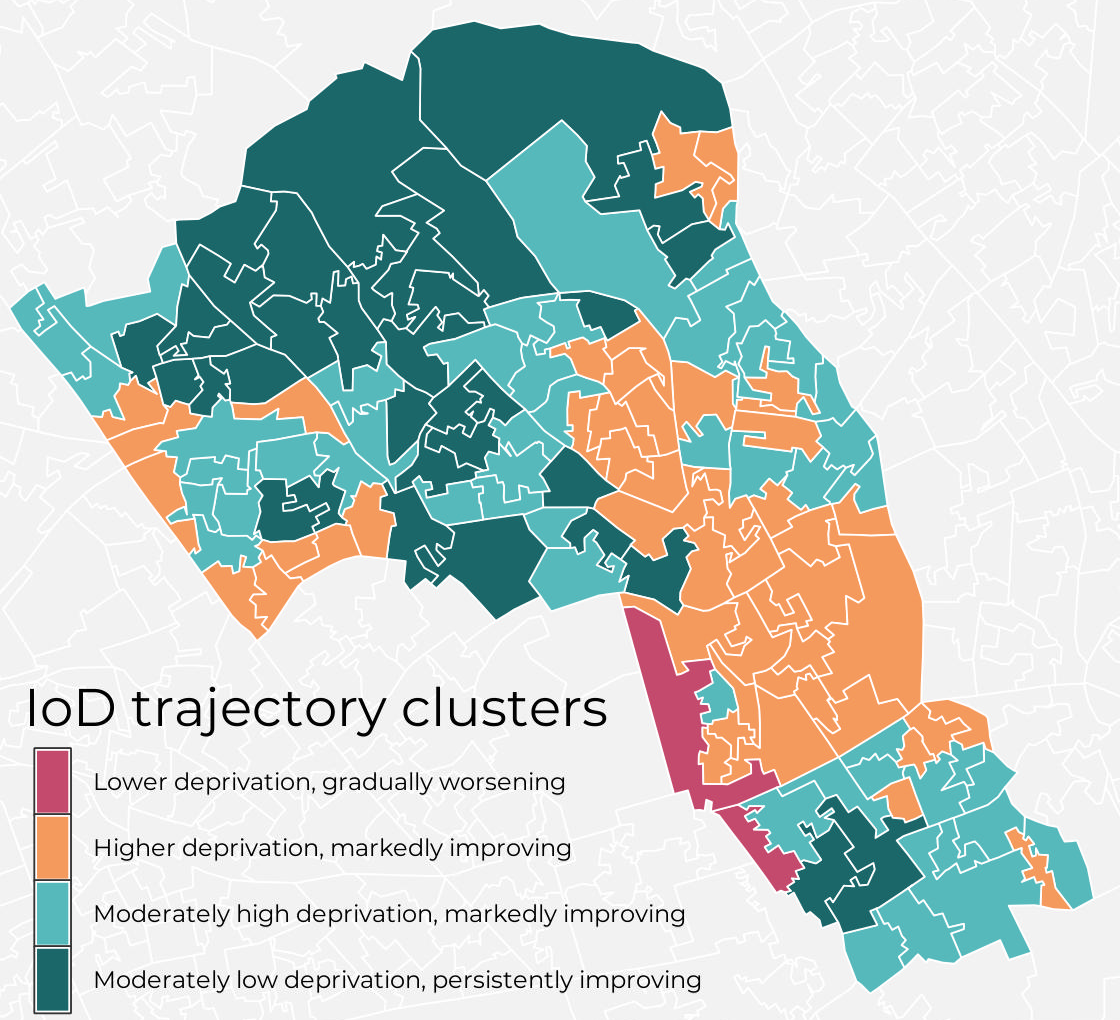 IoD trajectory clusters
Lower deprivation, gradually worsening
Higher deprivation, markedly improving
Moderately high deprivation, markedly improving
Moderately low deprivation, persistently improving